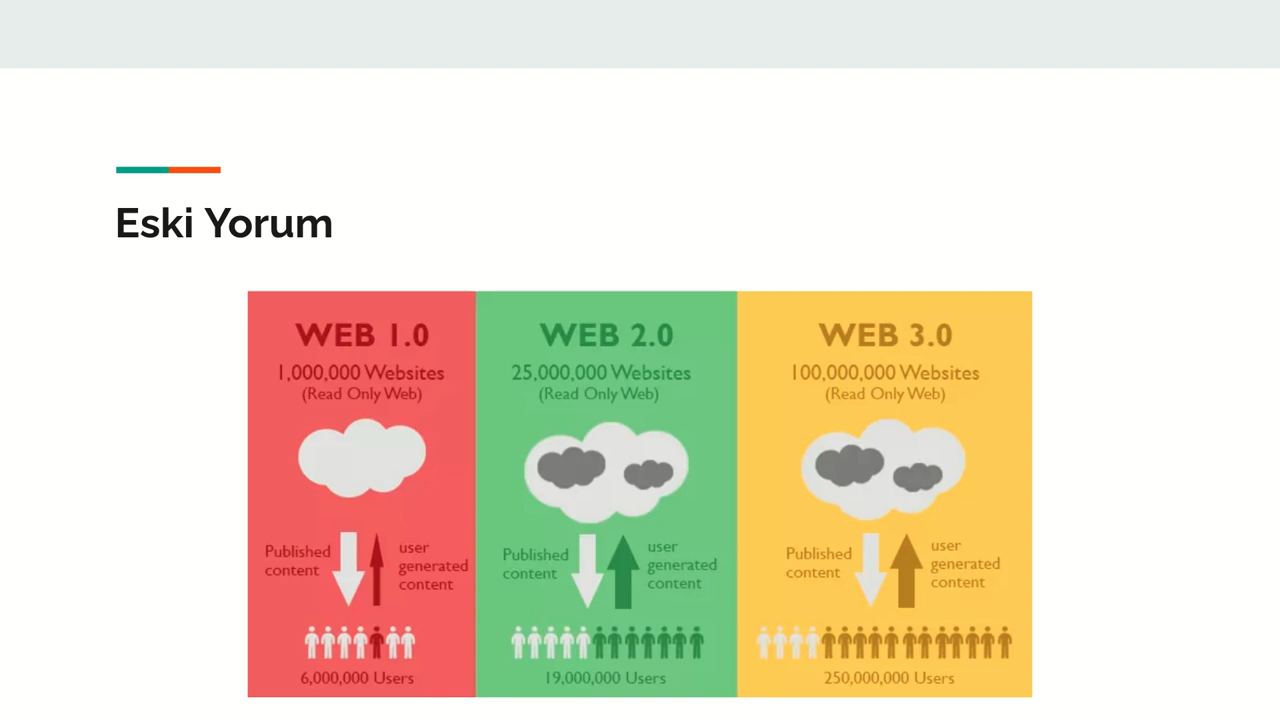 Eski Yorum
WEB 1.0
1,000,000 Websites
(Read Only Web)
Published
content
user
generated
content
6,000,000 Users
WEB 2.0
25,000,000 Websites
(Read Only Web)
Published
content
user
generated
content
19,000,000 Users
WEB 3.0
100,000,000 Websites
(Read Only Web)
Published
content
user
generated
content
250,000,000 Users